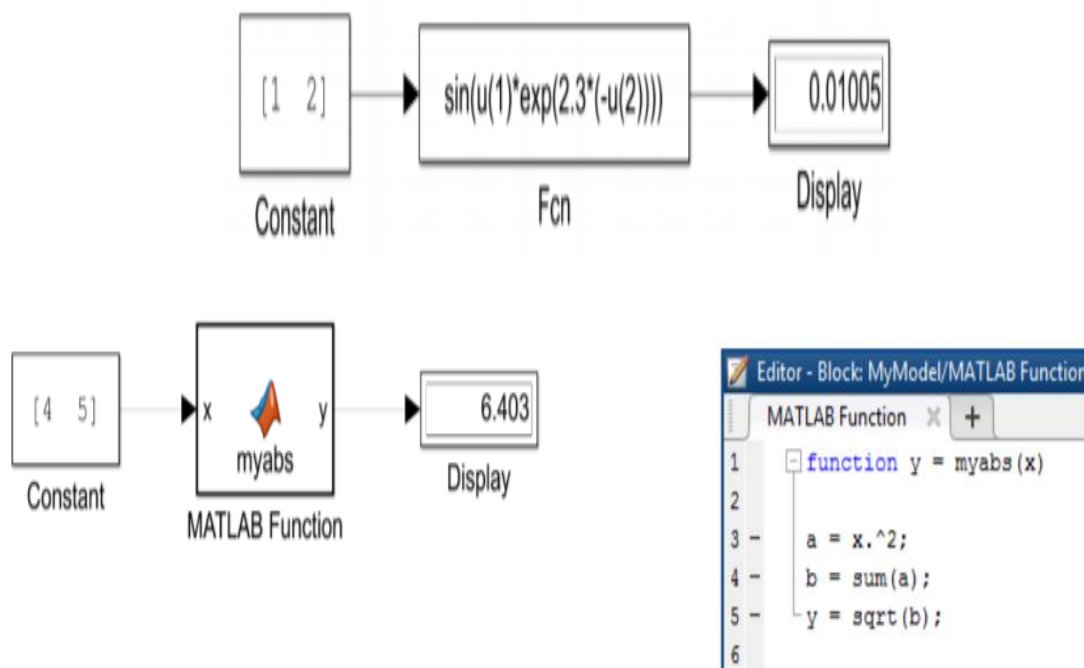 [1 2]
sin(u(1)*exp(2.3*(-u(2))))
0.01005
Constant
Fcn
Display
[4 5]
x
y
myabs
6.403
Constant
MATLAB Function
Display
Editor - Block: MyModel/MATLAB Function
MATLAB Function × +
1 function y = myabs(x)
2
3 – a = x.^2;
4 – b = sum(a);
5 – y = sqrt(b);
6